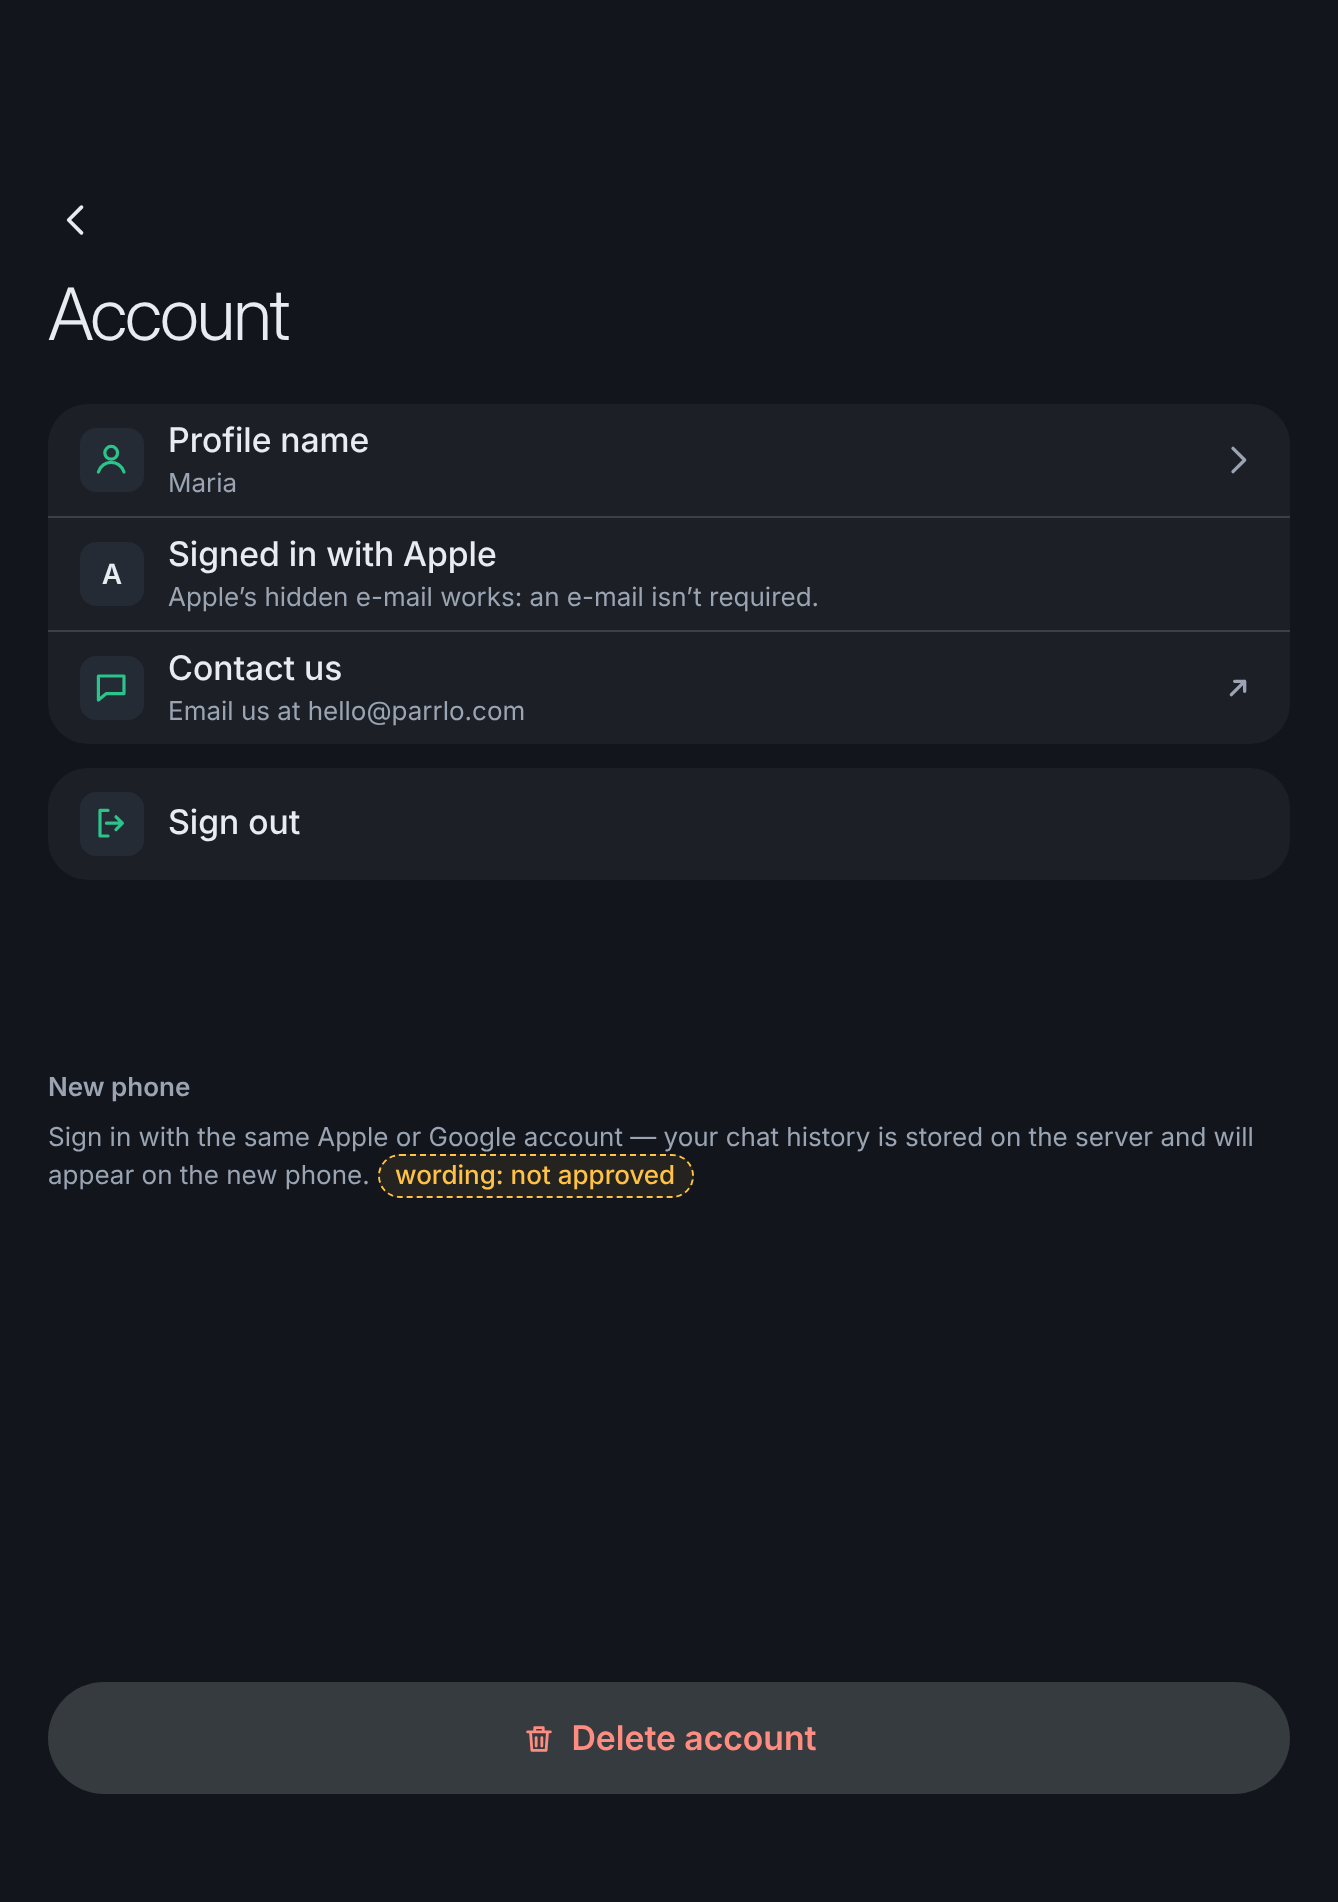 Account
Profile name
Maria
A
Signed in with Apple
Apple’s hidden e-mail works: an e-mail isn’t required.
Contact us
Email us at hello@parrlo.com
Sign out
New phone
Sign in with the same Apple or Google account — your chat history is stored on the server and will
appear on the new phone. wording: not approved
Delete account